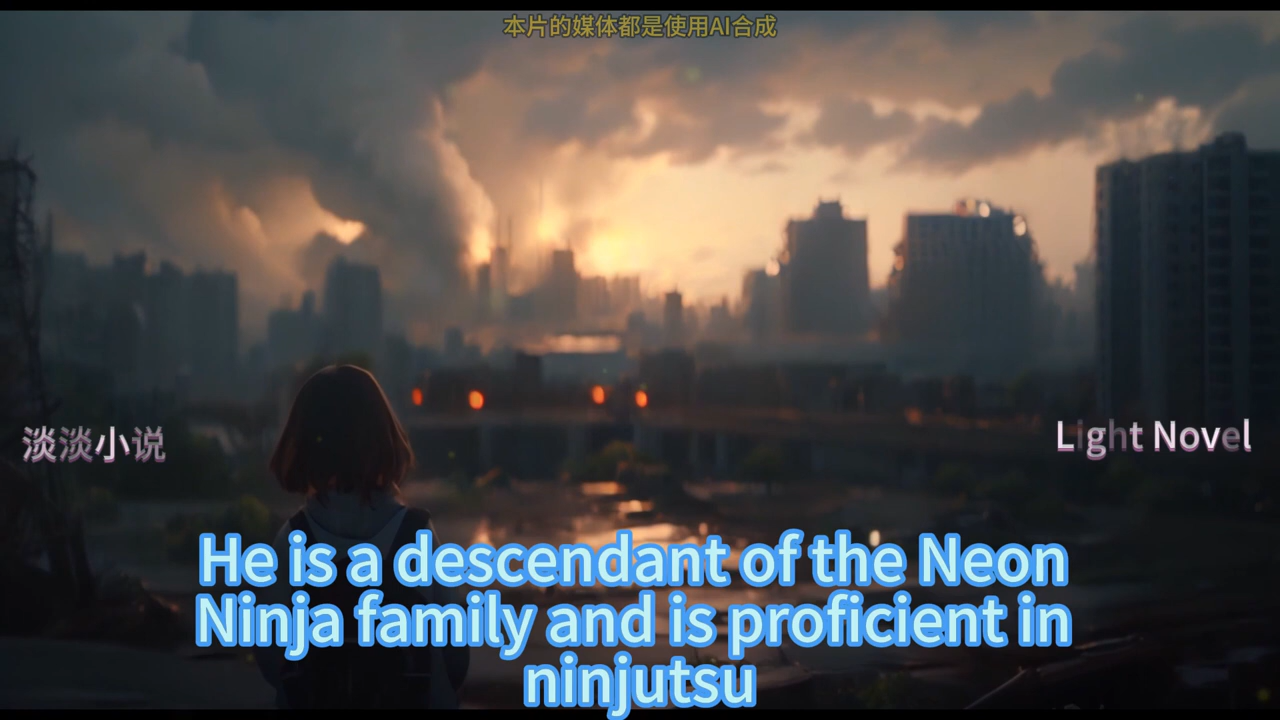 本片的媒体都是使用AI合成
淡淡小说
Light Novel
He is a descendant of the Neon
Ninja family and is proficient in
ninjutsu